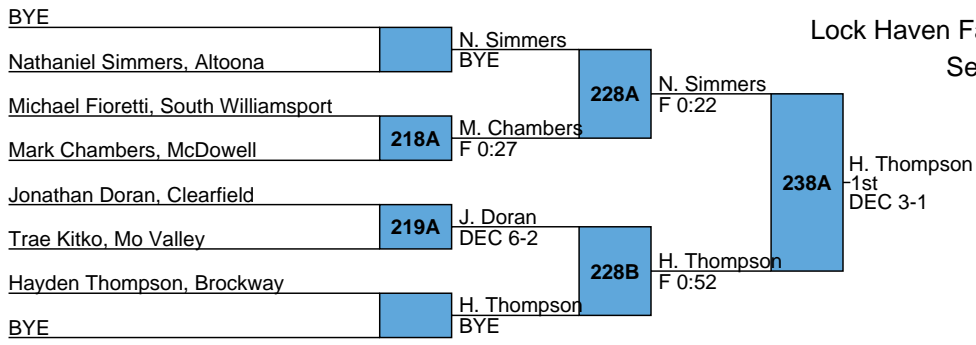 BYE
Nathaniel Simmers, Altoona
Michael Fioretti, South Williamsport
Mark Chambers, McDowell
Jonathan Doran, Clearfield
Trae Kitko, Mo Valley
Hayden Thompson, Brockway
BYE
218A
219A
N. Simmers
BYE
M. Chambers
F 0:27
J. Doran
DEC 6-2
H. Thompson
BYE
228A
228B
N. Simmers
F 0:22
H. Thompson
F 0:52
238A
H. Thompson
1st
DEC 3-1
Lock Haven Fa
Se